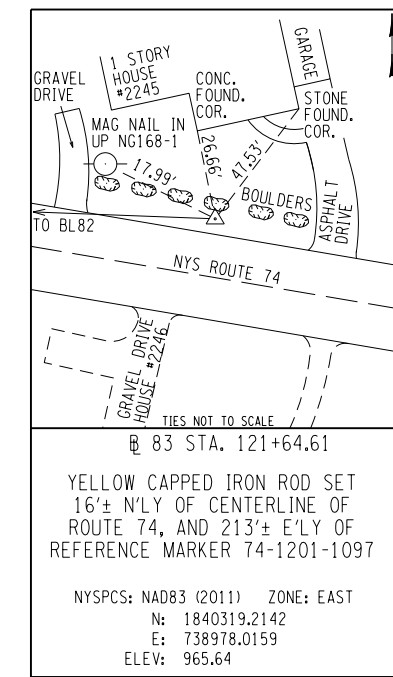 1 STORY
HOUSE
#2245
GARAGE
GRAVEL
DRIVE
CONC.
FOUND.
COR.
STONE
FOUND.
COR.
MAG NAIL IN
UP NG168-1
17.99'
26.66'
47.53'
BOULDERS
ASPHALT
DRIVE
TO BL82
NYS ROUTE 74
GRAVEL DRIVE
HOUSE #2246
TIES NOT TO SCALE
BL 83 STA. 121+64.61
YELLOW CAPPED IRON ROD SET
16'± N'LY OF CENTERLINE OF
ROUTE 74, AND 213'± E'LY OF
REFERENCE MARKER 74-1201-1097
NYSPCS: NAD83 (2011) ZONE: EAST
N: 1840319.2142
E: 738978.0159
ELEV: 965.64